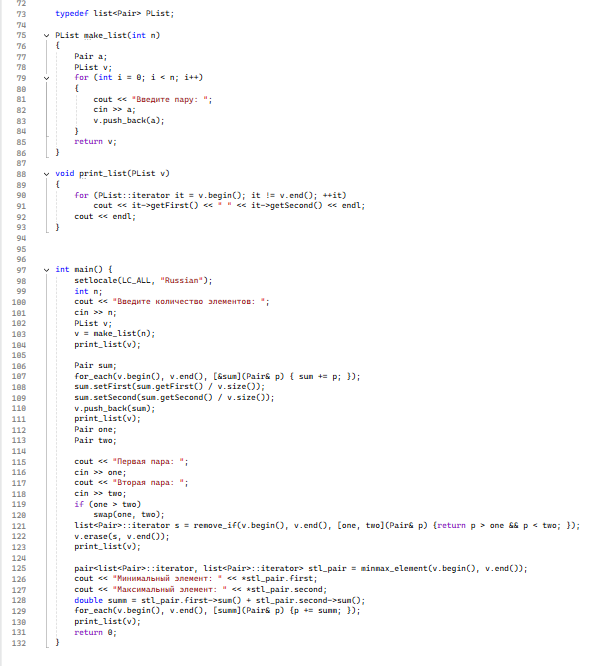 72
73 typedef list<Pair> PList;
74
75 PList make_list(int n)
76 {
77 Pair a;
78 PList v;
79 for (int i = 0; i < n; i++)
80 {
81 cout << "Введите пару: ";
82 cin >> a;
83 v.push_back(a);
84 }
85 return v;
86 }
87
88 void print_list(PList v)
89 {
90 for (PList::iterator it = v.begin(); it != v.end(); ++it)
91 cout << it->getFirst() << " " << it->getSecond() << endl;
92 cout << endl;
93 }
94
95
96
97 int main() {
98 setlocale(LC_ALL, "Russian");
99 int n;
100 cout << "Введите количество элементов: ";
101 cin >> n;
102 PList v;
103 v = make_list(n);
104 print_list(v);
105
106 Pair sum;
107 for_each(v.begin(), v.end(), [&sum](Pair& p) { sum += p; });
108 sum.setFirst(sum.getFirst() / v.size());
109 sum.setSecond(sum.getSecond() / v.size());
110 v.push_back(sum);
111 print_list(v);
112 Pair one;
113 Pair two;
114
115 cout << "Первая пара: ";
116 cin >> one;
117 cout << "Вторая пара: ";
118 cin >> two;
119 if (one > two)
120 swap(one, two);
121 list<Pair>::iterator s = remove_if(v.begin(), v.end(), [one, two](Pair& p) {return p > one && p < two; });
122 v.erase(s, v.end());
123 print_list(v);
124
125 pair<list<Pair>::iterator, list<Pair>::iterator> stl_pair = minmax_element(v.begin(), v.end());
126 cout << "Минимальный элемент: " << *stl_pair.first;
127 cout << "Максимальный элемент: " << *stl_pair.second;
128 double summ = stl_pair.first->sum() + stl_pair.second->sum();
129 for_each(v.begin(), v.end(), [summ](Pair& p) {p += summ; });
130 print_list(v);
131 return 0;
132 }